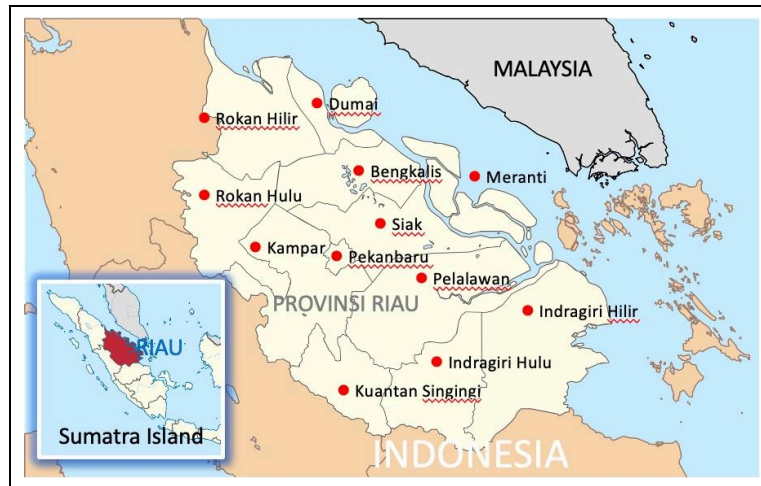 MALAYSIA
Dumai
Rokan Hilir
Bengkalis
Meranti
Rokan Hulu
Siak
Kampar
Pekanbaru
Pelalawan
PROVINSI RIAU
Indragiri Hilir
RIAU
Indragiri Hulu
Kuantan Singingi
Sumatra Island
INDONESIA